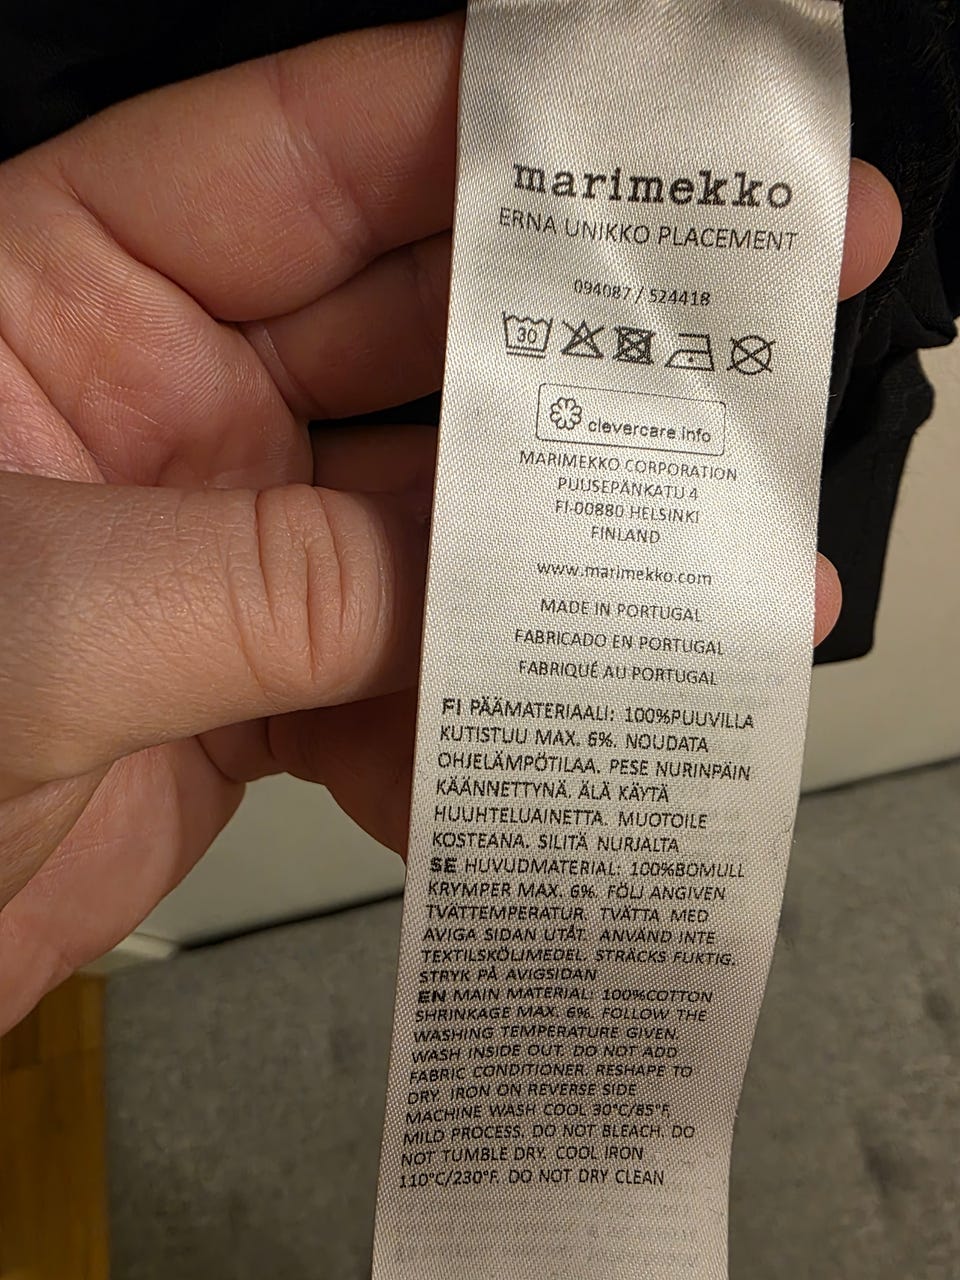 marimekko
ERNA UNIKKO PLACEMENT
094087 / 524418
30
clevercare.info
MARIMEKKO CORPORATION
PUUSEPÄNKATU 4
FI-00880 HELSINKI
FINLAND
www.marimekko.com
MADE IN PORTUGAL
FABRICADO EN PORTUGAL
FABRIQUÉ AU PORTUGAL
FI PÄÄMATERIAALI: 100%PUUVILLA
KUTISTUU MAX. 6%. NOUDATA
OHJELÄMPÖTILAA. PESE NURINPÄIN
KÄÄNNETTYNÄ. ÄLÄ KÄYTÄ
HUUHTELUAINETTA. MUOTOILE
KOSTEANA. SILITÄ NURJALTA
SE HUVUDMATERIAL: 100%BOMULL
KRYMPER MAX. 6%. FÖLJ ANGIVEN
TVÄTTEMPERATUR. TVÄTTA MED
AVIGA SIDAN UTÅT. ANVÄND INTE
TEXTILSKÖLJMEDEL. STRÄCKS FUKTIG.
STRYK PÅ AVIGSIDAN
EN MAIN MATERIAL: 100%COTTON
SHRINKAGE MAX. 6%. FOLLOW THE
WASHING TEMPERATURE GIVEN.
WASH INSIDE OUT. DO NOT ADD
FABRIC CONDITIONER. RESHAPE TO
DRY. IRON ON REVERSE SIDE
MACHINE WASH COOL 30°C/85°F,
MILD PROCESS. DO NOT BLEACH. DO
NOT TUMBLE DRY. COOL IRON
110°C/230°F. DO NOT DRY CLEAN